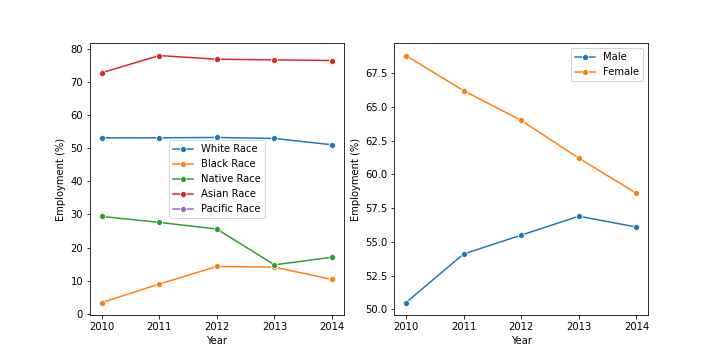 80
70
60
50
40
30
20
10
0
Employment (%)
2010 2011 2012 2013 2014
Year
White Race
Black Race
Native Race
Asian Race
Pacific Race
67.5
65.0
62.5
60.0
57.5
55.0
52.5
50.0
Employment (%)
2010 2011 2012 2013 2014
Year
Male
Female